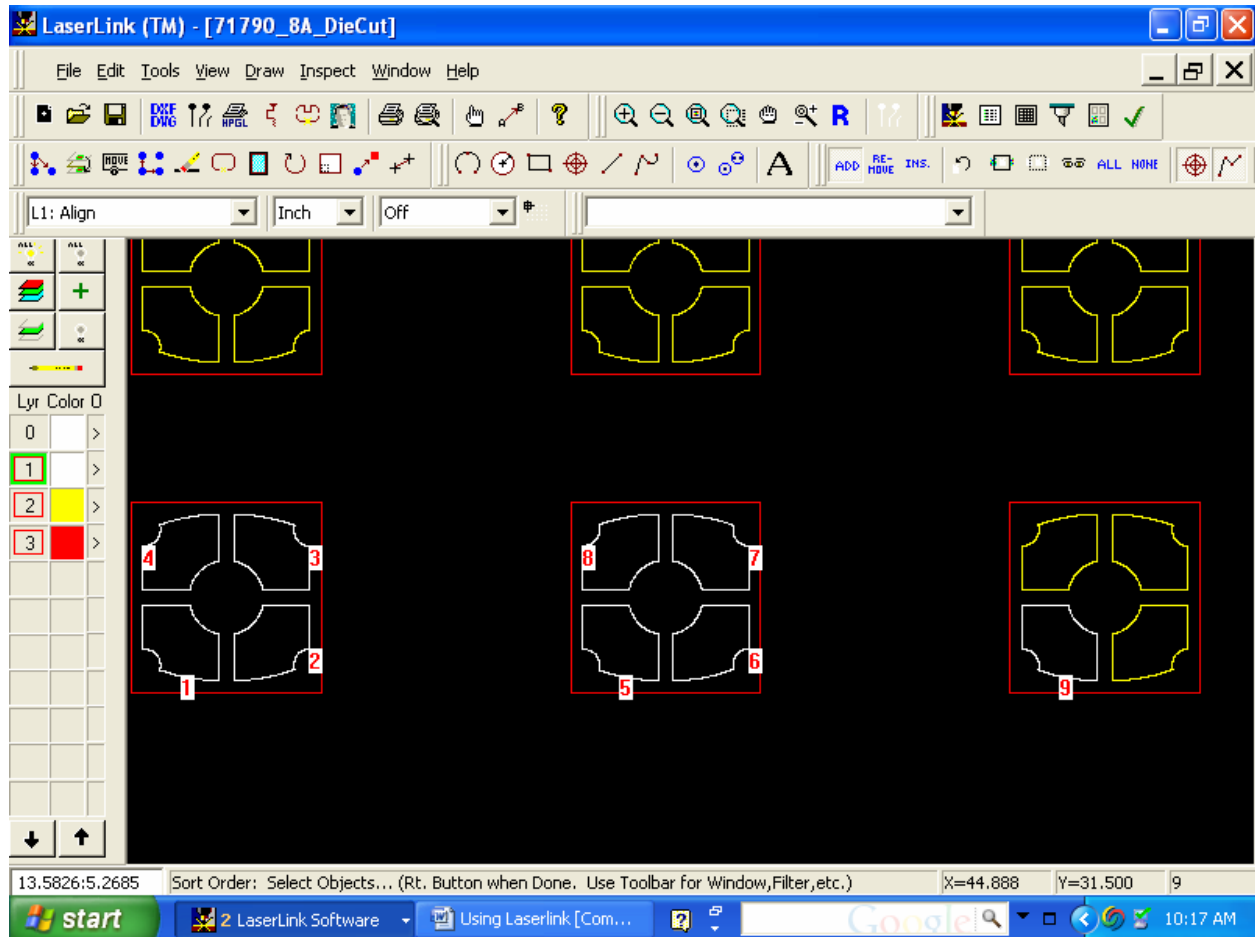 LaserLink (TM) - [71790_8A_DieCut]
File Edit Tools View Draw Inspect Window Help
DXF DWG HPGL R
MOVE A ADD RE-MOVE INS. ALL NONE
L1: Align Inch Off
ALL ALL
Lyr Color O
0 >
1 >
2 >
3 >
4 3 8 7
1 2 5 6 9
13.5826:5.2685 Sort Order: Select Objects... (Rt. Button when Done. Use Toolbar for Window,Filter,etc.) X=44.888 Y=31.500 9
start 2 LaserLink Software Using Laserlink [Com... Google 10:17 AM